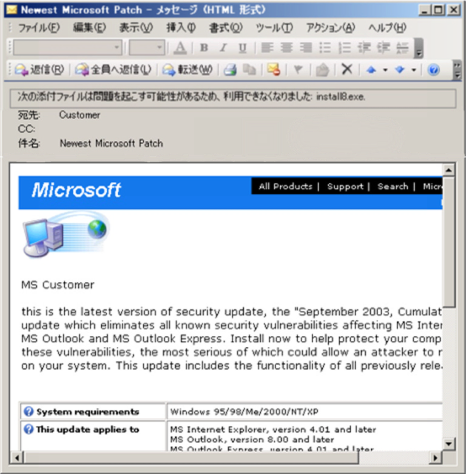 Newest Microsoft Patch - メッセージ (HTML 形式)
ファイル(F) 編集(E) 表示(V) 挿入(I) 書式(O) ツール(T) アクション(A) ヘルプ(H)
A B I U
返信(R) 全員へ返信(L) 転送(W)
次の添付ファイルは問題を起こす可能性があるため、利用できなくなりました: install8.exe.
宛先: Customer
CC:
件名: Newest Microsoft Patch
Microsoft All Products | Support | Search | Micr
MS Customer
this is the latest version of security update, the "September 2003, Cumulat
update which eliminates all known security vulnerabilities affecting MS Inter
MS Outlook and MS Outlook Express. Install now to help protect your comp
these vulnerabilities, the most serious of which could allow an attacker to r
on your system. This update includes the functionality of all previously rele
System requirements Windows 95/98/Me/2000/NT/XP
This update applies to MS Internet Explorer, version 4.01 and later
MS Outlook, version 8.00 and later
MS Outlook Express, version 4.01 and later